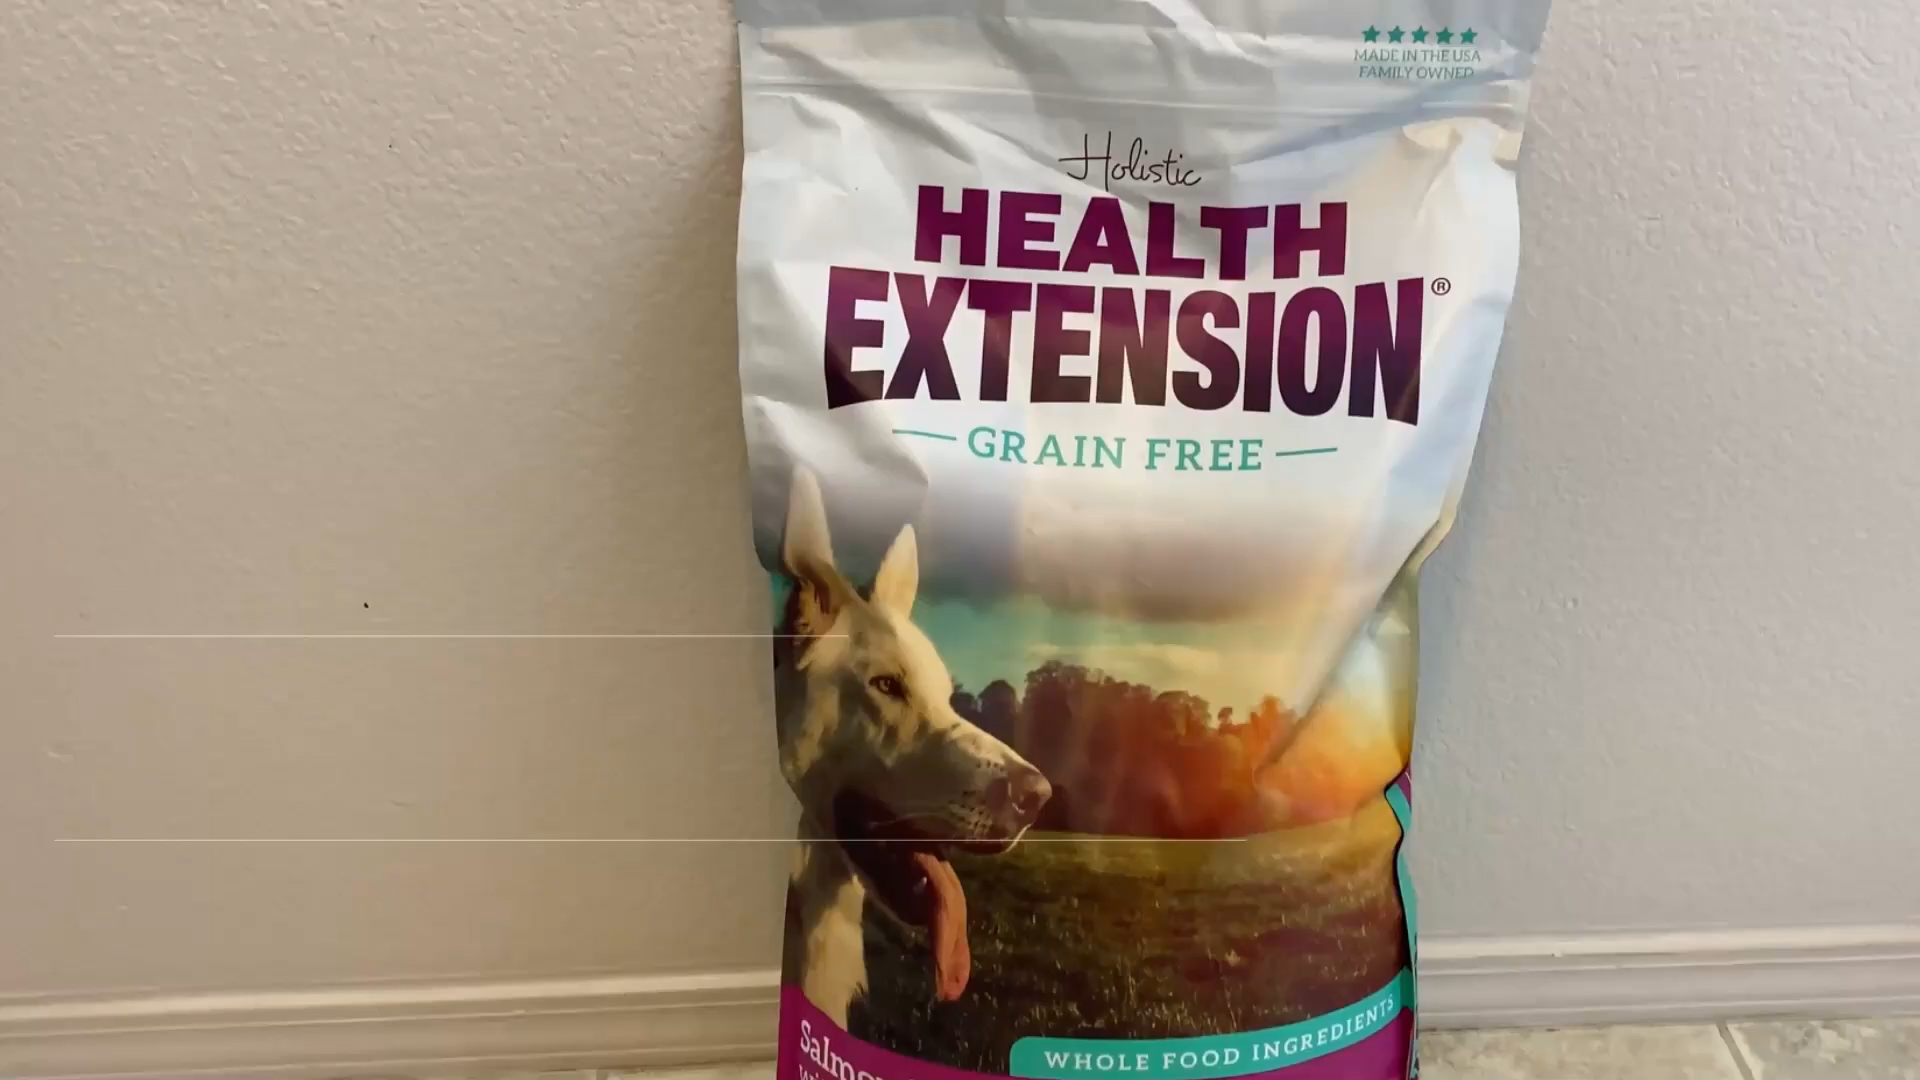 ★★★★★
MADE IN THE USA
FAMILY OWNED
Holistic
HEALTH
EXTENSION®
GRAIN FREE
WHOLE FOOD INGREDIENTS